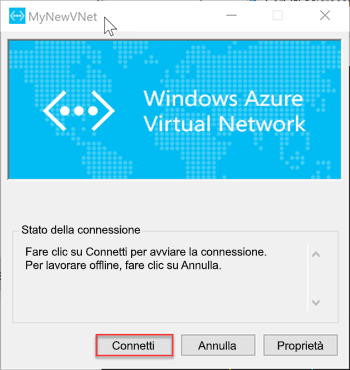 MyNewVNet
Windows Azure
Virtual Network
Stato della connessione
Fare clic su Connetti per avviare la connessione.
Per lavorare offline, fare clic su Annulla.
Connetti
Annulla
Proprietà